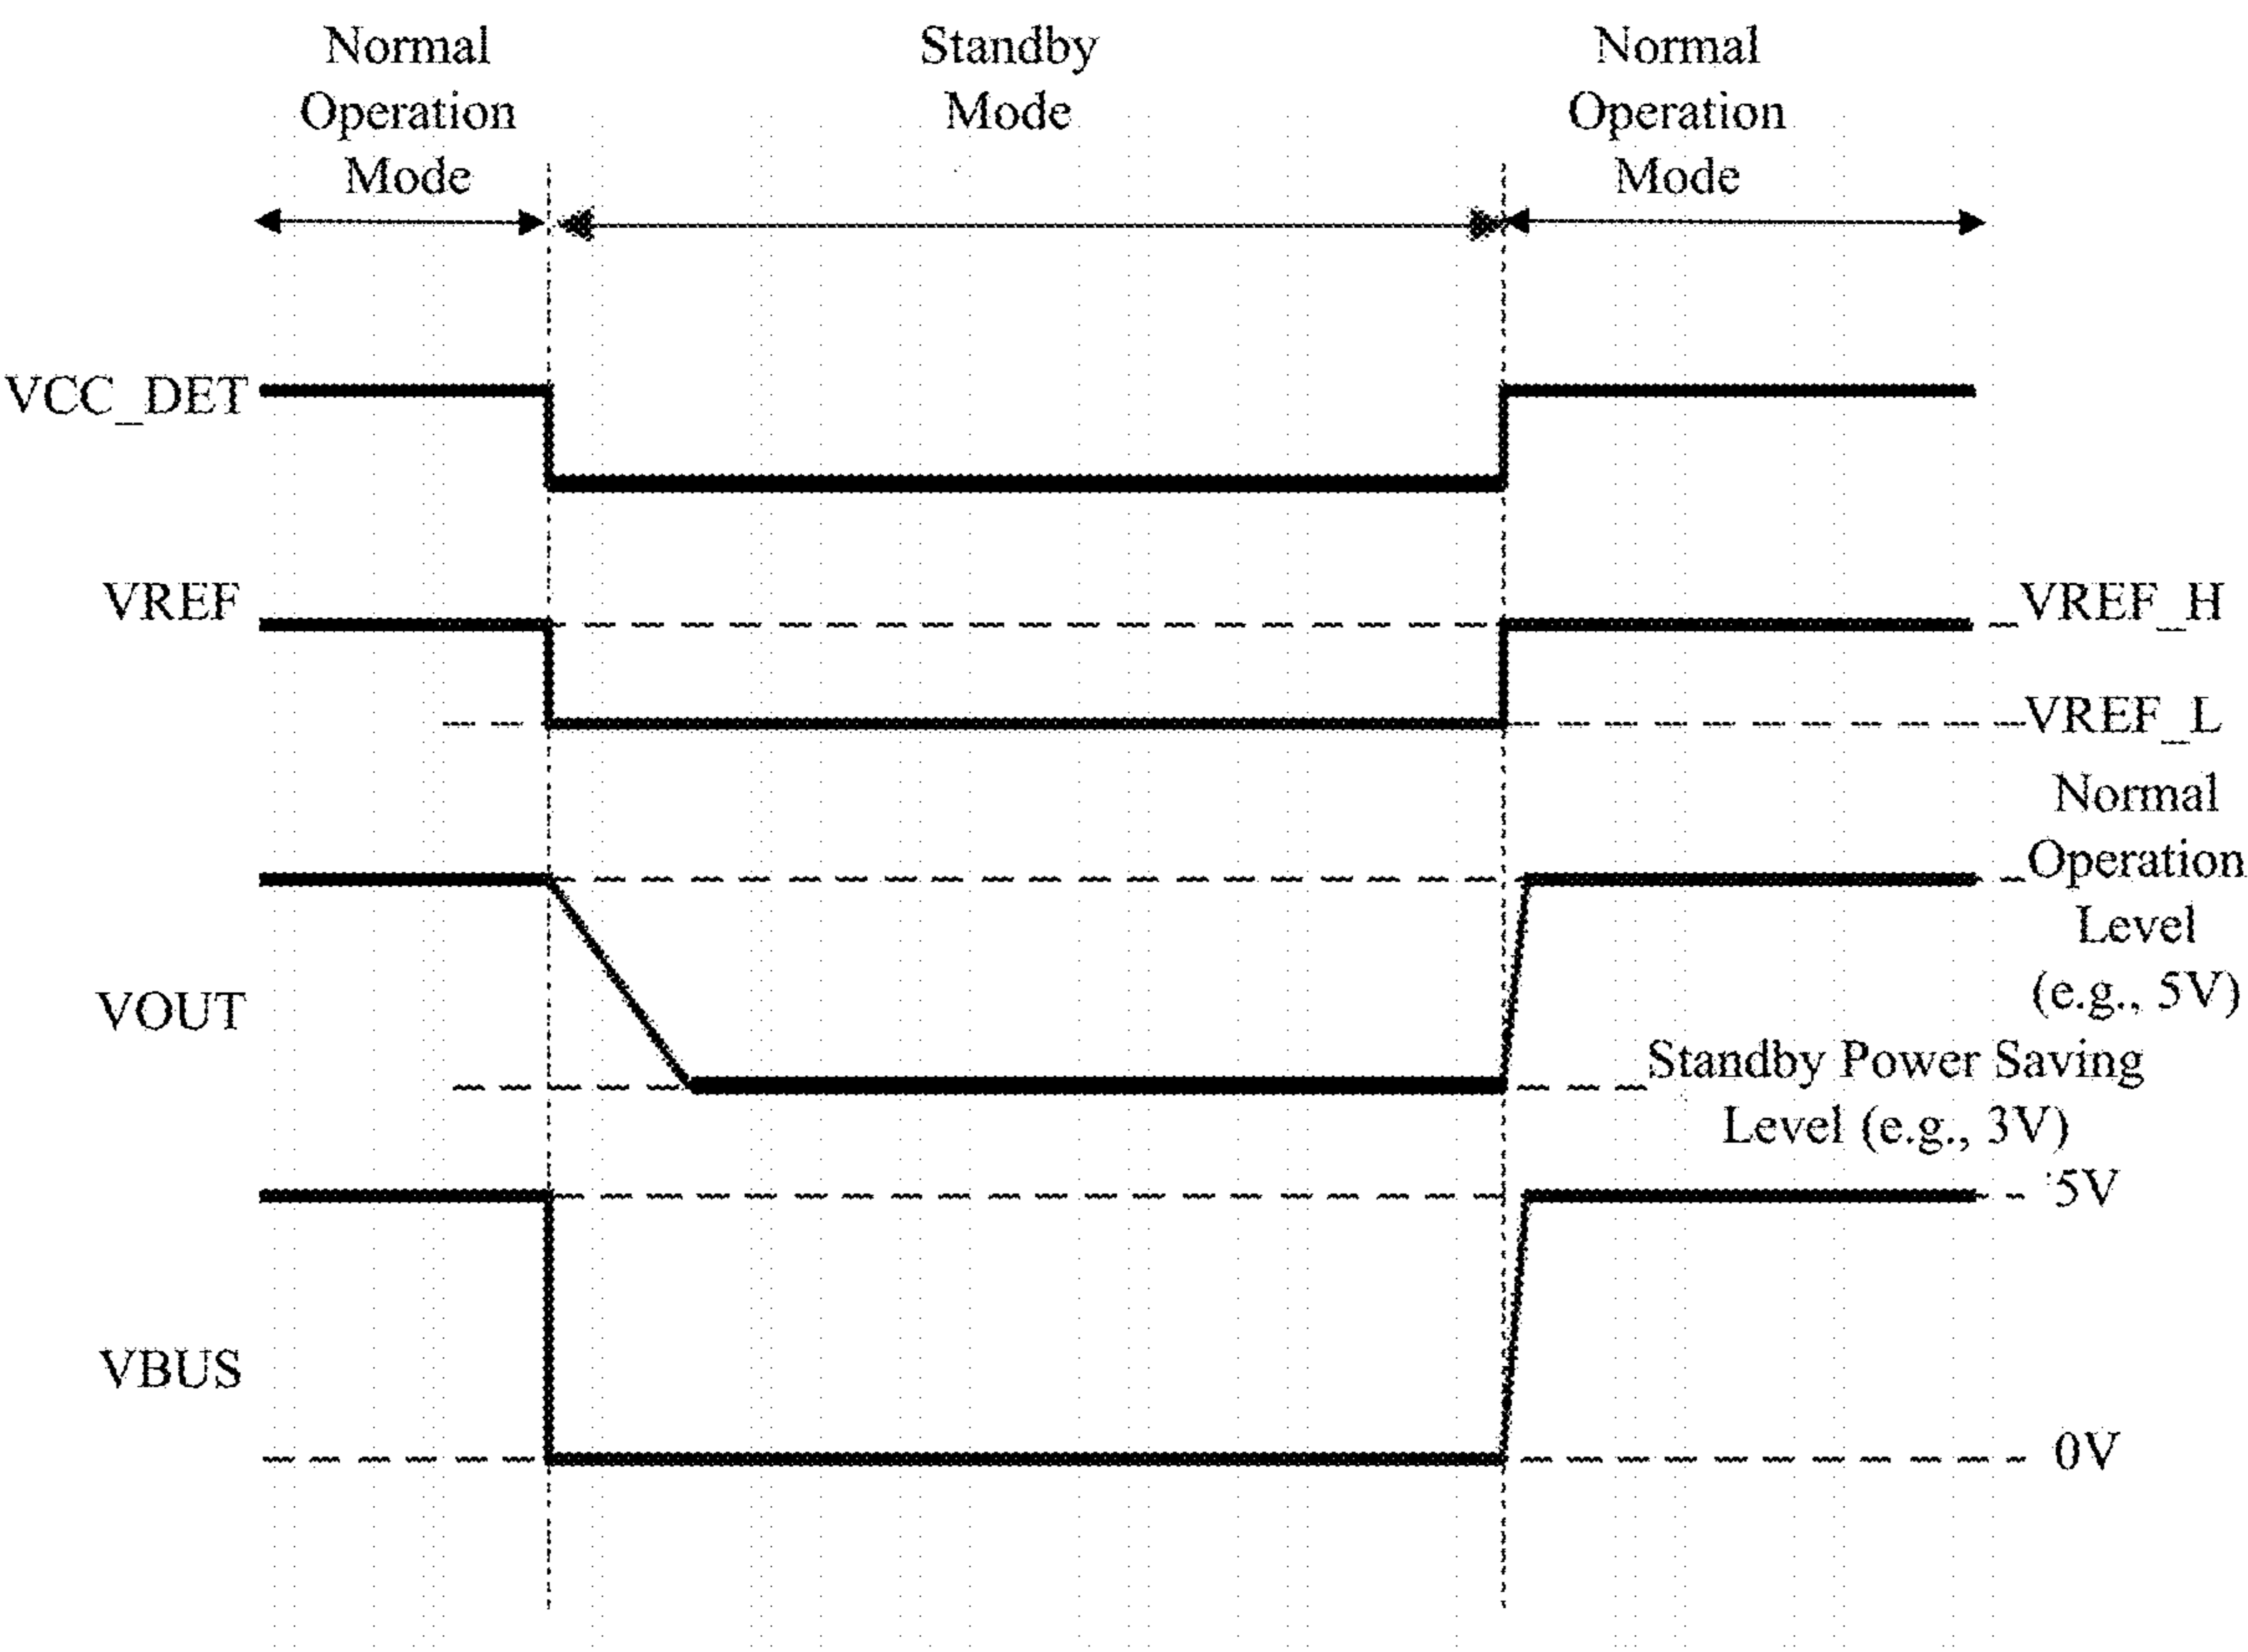 Normal
Operation
Mode
Standby
Mode
Normal
Operation
Mode
VCC_DET
VREF
VREF_H
VREF_L
Normal
Operation
Level
(e.g., 5V)
VOUT
Standby Power Saving
Level (e.g., 3V)
5V
VBUS
0V